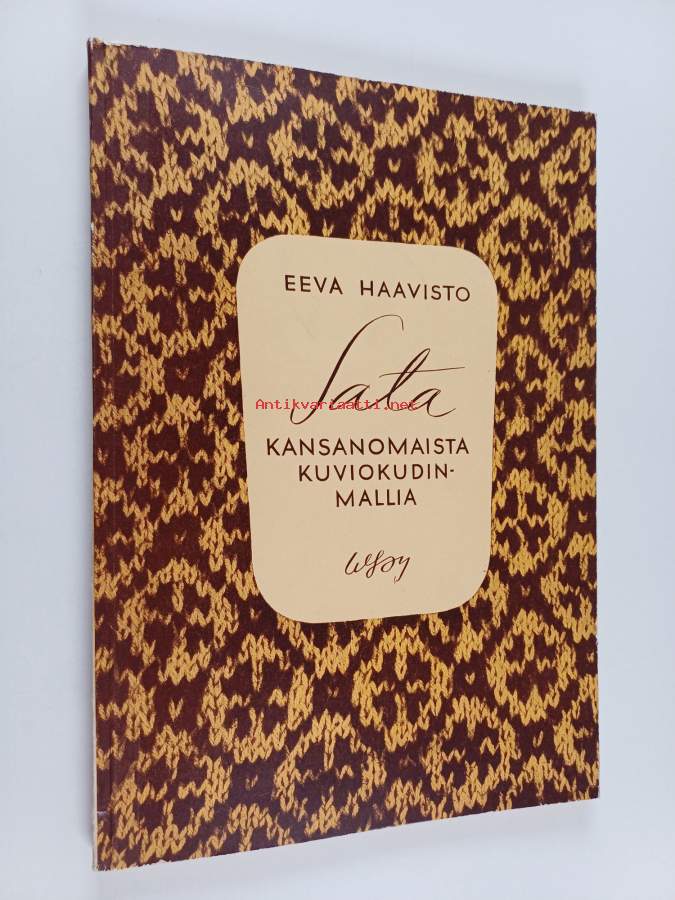 EEVA HAAVISTO
Sata
Antikvariaatti.net
KANSANOMAISTA
KUVIOKUDIN-
MALLIA
WSOY